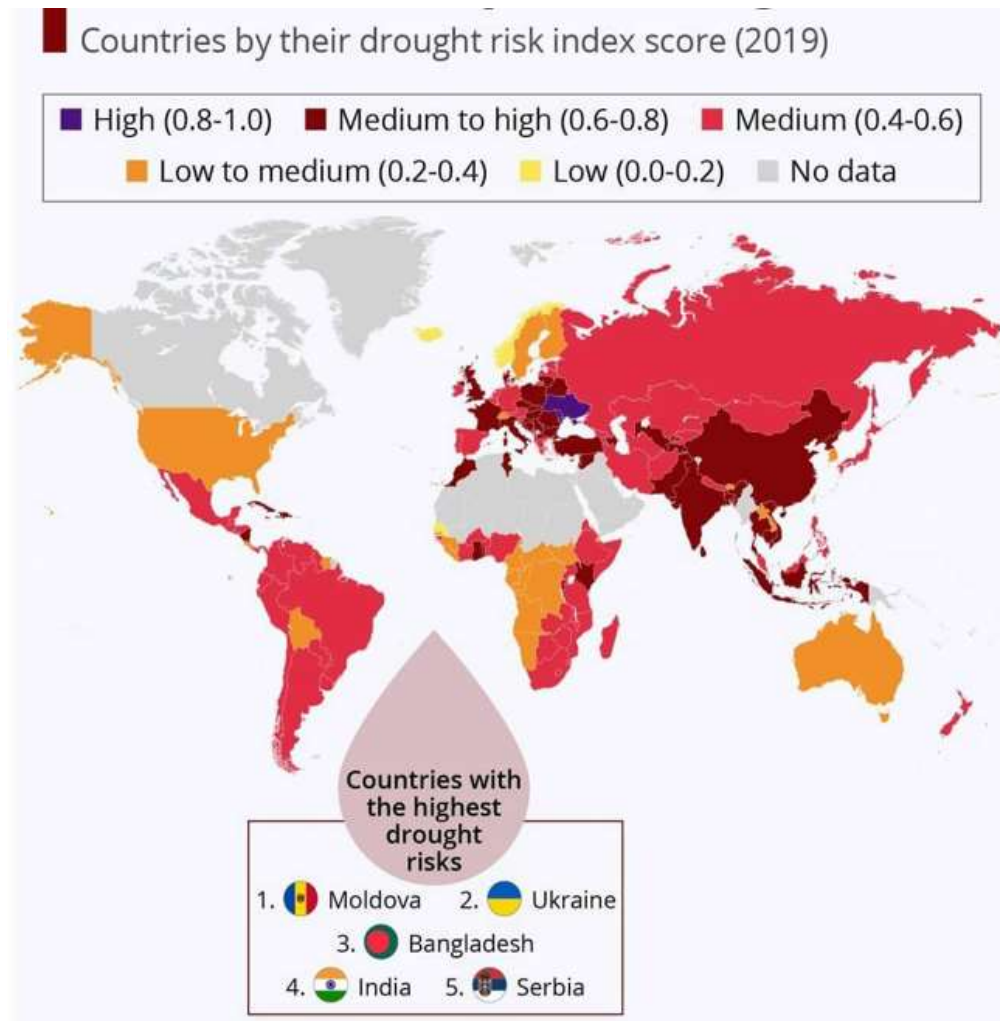 Countries by their drought risk index score (2019)
High (0.8-1.0) Medium to high (0.6-0.8) Medium (0.4-0.6)
Low to medium (0.2-0.4) Low (0.0-0.2) No data
Countries with
the highest
drought
risks
1. Moldova 2. Ukraine
3. Bangladesh
4. India 5. Serbia